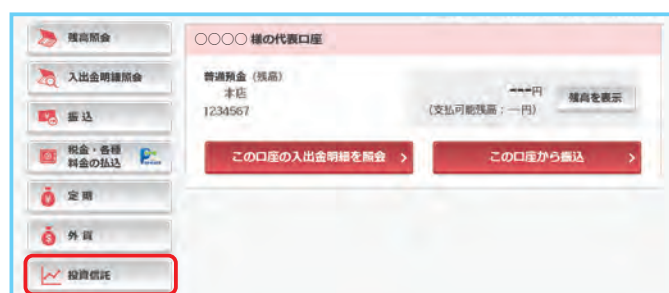 残高照会
入出金明細照会
振込
税金・各種
料金の払込
定期
外貨
投資信託
○○○○ 様の代表口座
普通預金（残高）
本店
1234567
---円
（支払可能残高：---円）
残高を表示
この口座の入出金明細を照会
この口座から振込